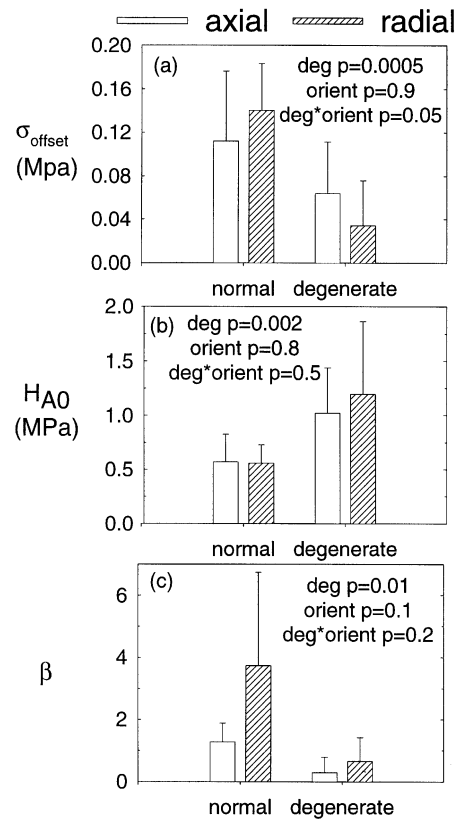 axial radial
0.20
(a)
deg p=0.0005
0.16
orient p=0.9
σoffset
0.12
deg*orient p=0.05
(Mpa)
0.08
0.04
0.00
normal degenerate
2.0
(b)
deg p=0.002
orient p=0.8
1.5
deg*orient p=0.5
HA0
1.0
(MPa)
0.5
0.0
normal degenerate
(c)
deg p=0.01
6
orient p=0.1
deg*orient p=0.2
4
β
2
0
normal degenerate